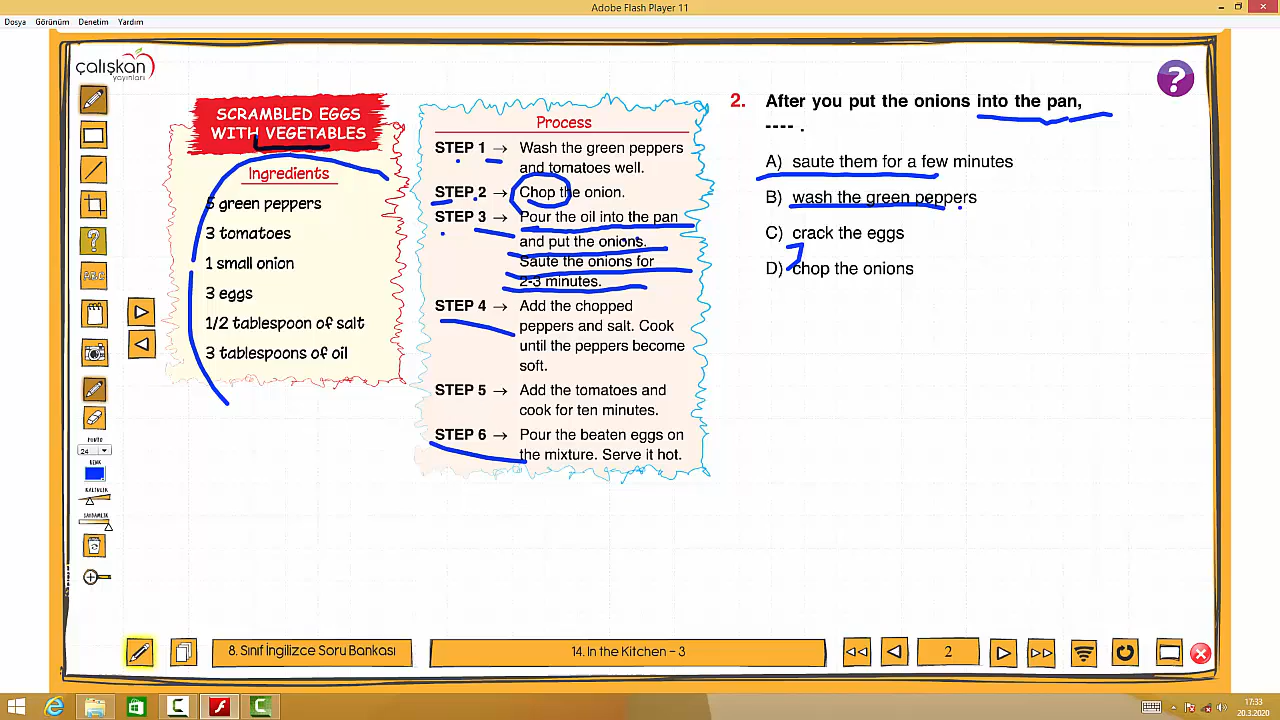 Adobe Flash Player 11
Dosya Görünüm Denetim Yardım
çalışkan
yayınları
SCRAMBLED EGGS
WITH VEGETABLES
Ingredients
5 green peppers
3 tomatoes
1 small onion
3 eggs
1/2 tablespoon of salt
3 tablespoons of oil
Process
STEP 1 → Wash the green peppers
and tomatoes well.
STEP 2 → Chop the onion.
STEP 3 → Pour the oil into the pan
and put the onions.
Saute the onions for
2-3 minutes.
STEP 4 → Add the chopped
peppers and salt. Cook
until the peppers become
soft.
STEP 5 → Add the tomatoes and
cook for ten minutes.
STEP 6 → Pour the beaten eggs on
the mixture. Serve it hot.
2. After you put the onions into the pan,
---- .
A) saute them for a few minutes
B) wash the green peppers
C) crack the eggs
D) chop the onions
?
24
RENK
KALINLIK
SAYDAMLIK
8. Sınıf İngilizce Soru Bankası
14. In the Kitchen – 3
2
17:33
20.3.2020